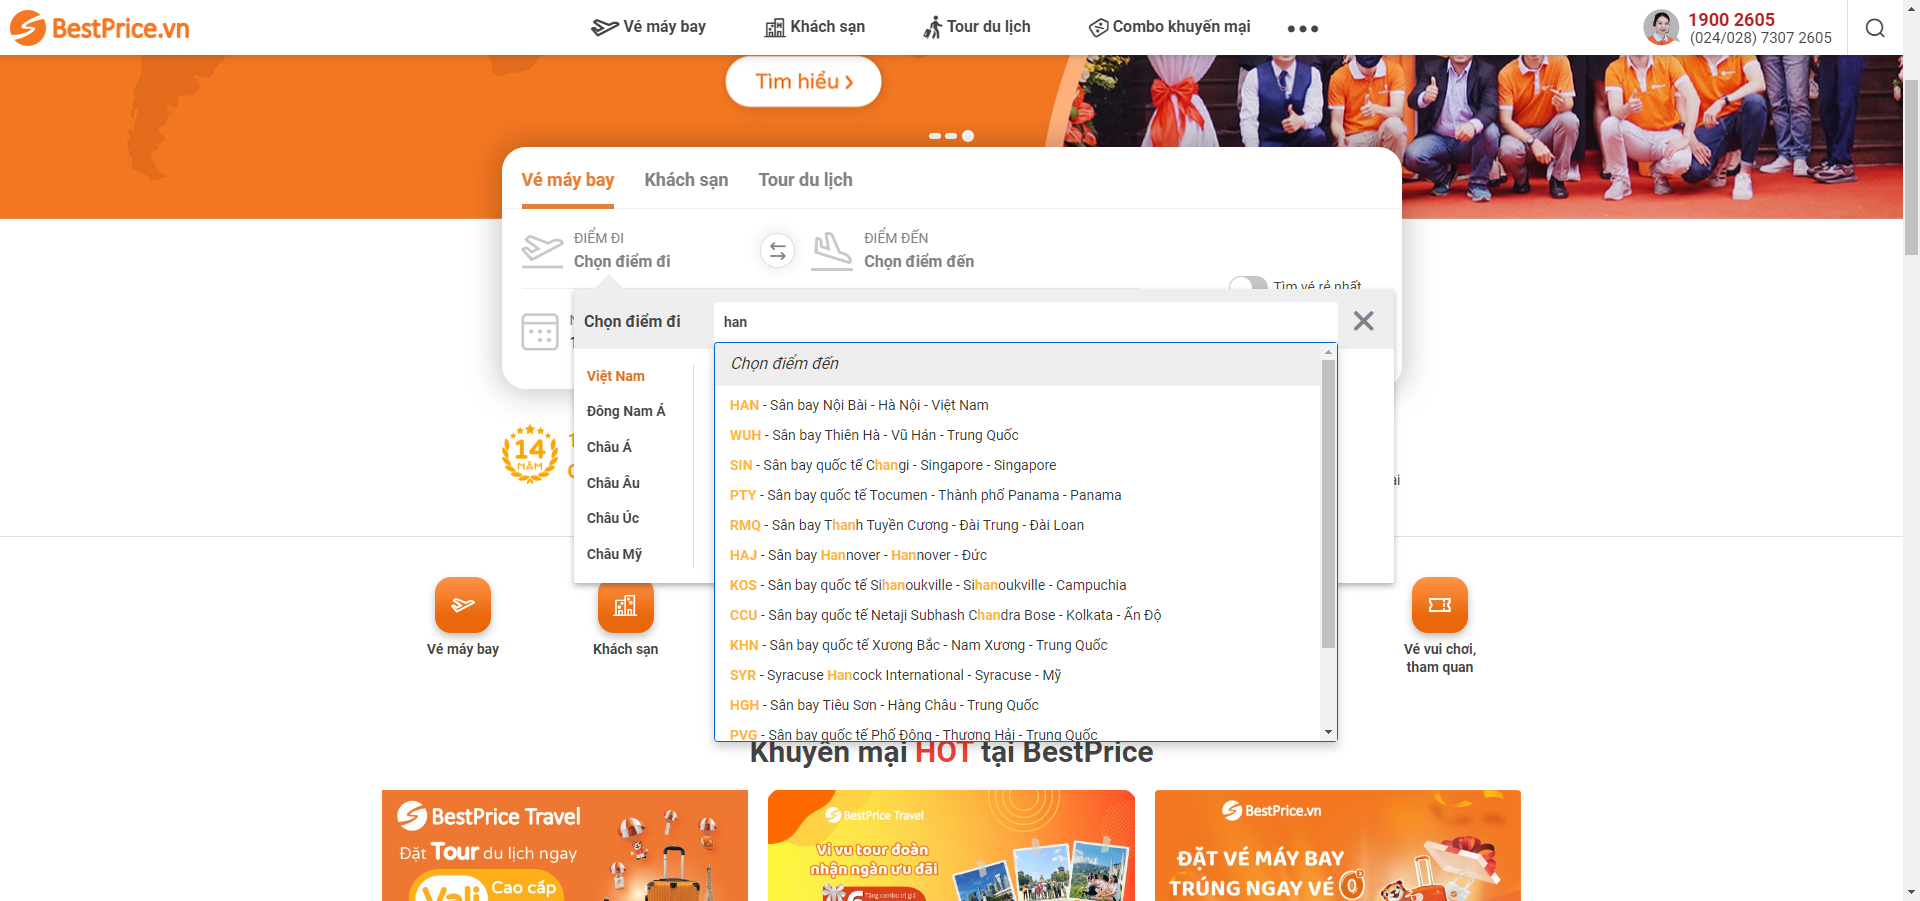 BestPrice.vn
Vé máy bay
Khách sạn
Tour du lịch
Combo khuyến mại
1900 2605
(024/028) 7307 2605
Tìm hiểu
Vé máy bay
Khách sạn
Tour du lịch
ĐIỂM ĐI
Chọn điểm đi
ĐIỂM ĐẾN
Chọn điểm đến
Tìm vé rẻ nhất
Chọn điểm đi
han
Việt Nam
Đông Nam Á
Châu Á
Châu Âu
Châu Úc
Châu Mỹ
Chọn điểm đến
HAN - Sân bay Nội Bài - Hà Nội - Việt Nam
WUH - Sân bay Thiên Hà - Vũ Hán - Trung Quốc
SIN - Sân bay quốc tế Changi - Singapore - Singapore
PTY - Sân bay quốc tế Tocumen - Thành phố Panama - Panama
RMQ - Sân bay Thanh Tuyền Cương - Đài Trung - Đài Loan
HAJ - Sân bay Hannover - Hannover - Đức
KOS - Sân bay quốc tế Sihanoukville - Sihanoukville - Campuchia
CCU - Sân bay quốc tế Netaji Subhash Chandra Bose - Kolkata - Ấn Độ
KHN - Sân bay quốc tế Xương Bắc - Nam Xương - Trung Quốc
SYR - Syracuse Hancock International - Syracuse - Mỹ
HGH - Sân bay Tiêu Sơn - Hàng Châu - Trung Quốc
PVG - Sân bay quốc tế Phố Đông - Thượng Hải - Trung Quốc
14
NĂM
Vé máy bay
Khách sạn
Vé vui chơi,
tham quan
Khuyến mại HOT tại BestPrice
BestPrice Travel
Đặt Tour du lịch ngay
Vali Cao cấp
BestPrice Travel
Vi vu tour đoàn
nhận ngàn ưu đãi
Tặng combo trị giá
BestPrice.vn
ĐẶT VÉ MÁY BAY
TRÚNG NGAY VÉ 0